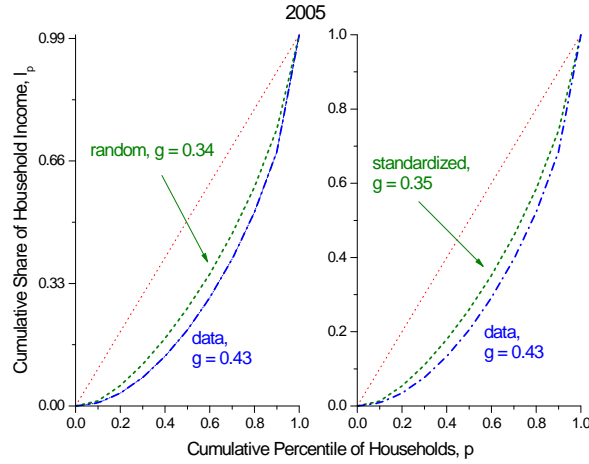 2005
Cumulative Share of Household Income, Ip
0.99
0.66
0.33
0.00
random, g = 0.34
data,
g = 0.43
0.0 0.2 0.4 0.6 0.8 1.0
1.0
0.8
0.6
0.4
0.2
0.0
standardized,
g = 0.35
data,
g = 0.43
0.0 0.2 0.4 0.6 0.8 1.0
Cumulative Percentile of Households, p